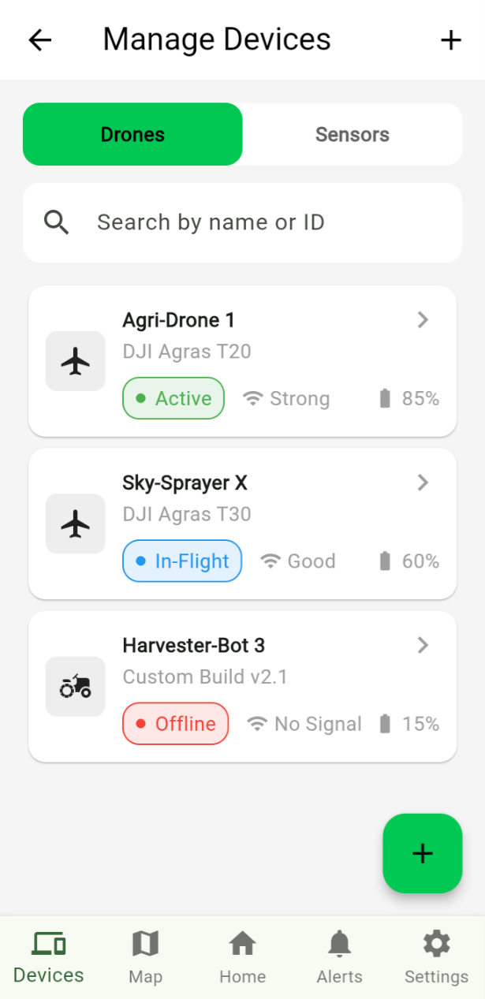 Manage Devices
Drones
Sensors
Search by name or ID
Agri-Drone 1
DJI Agras T20
Active
Strong
85%
Sky-Sprayer X
DJI Agras T30
In-Flight
Good
60%
Harvester-Bot 3
Custom Build v2.1
Offline
No Signal
15%
Devices
Map
Home
Alerts
Settings